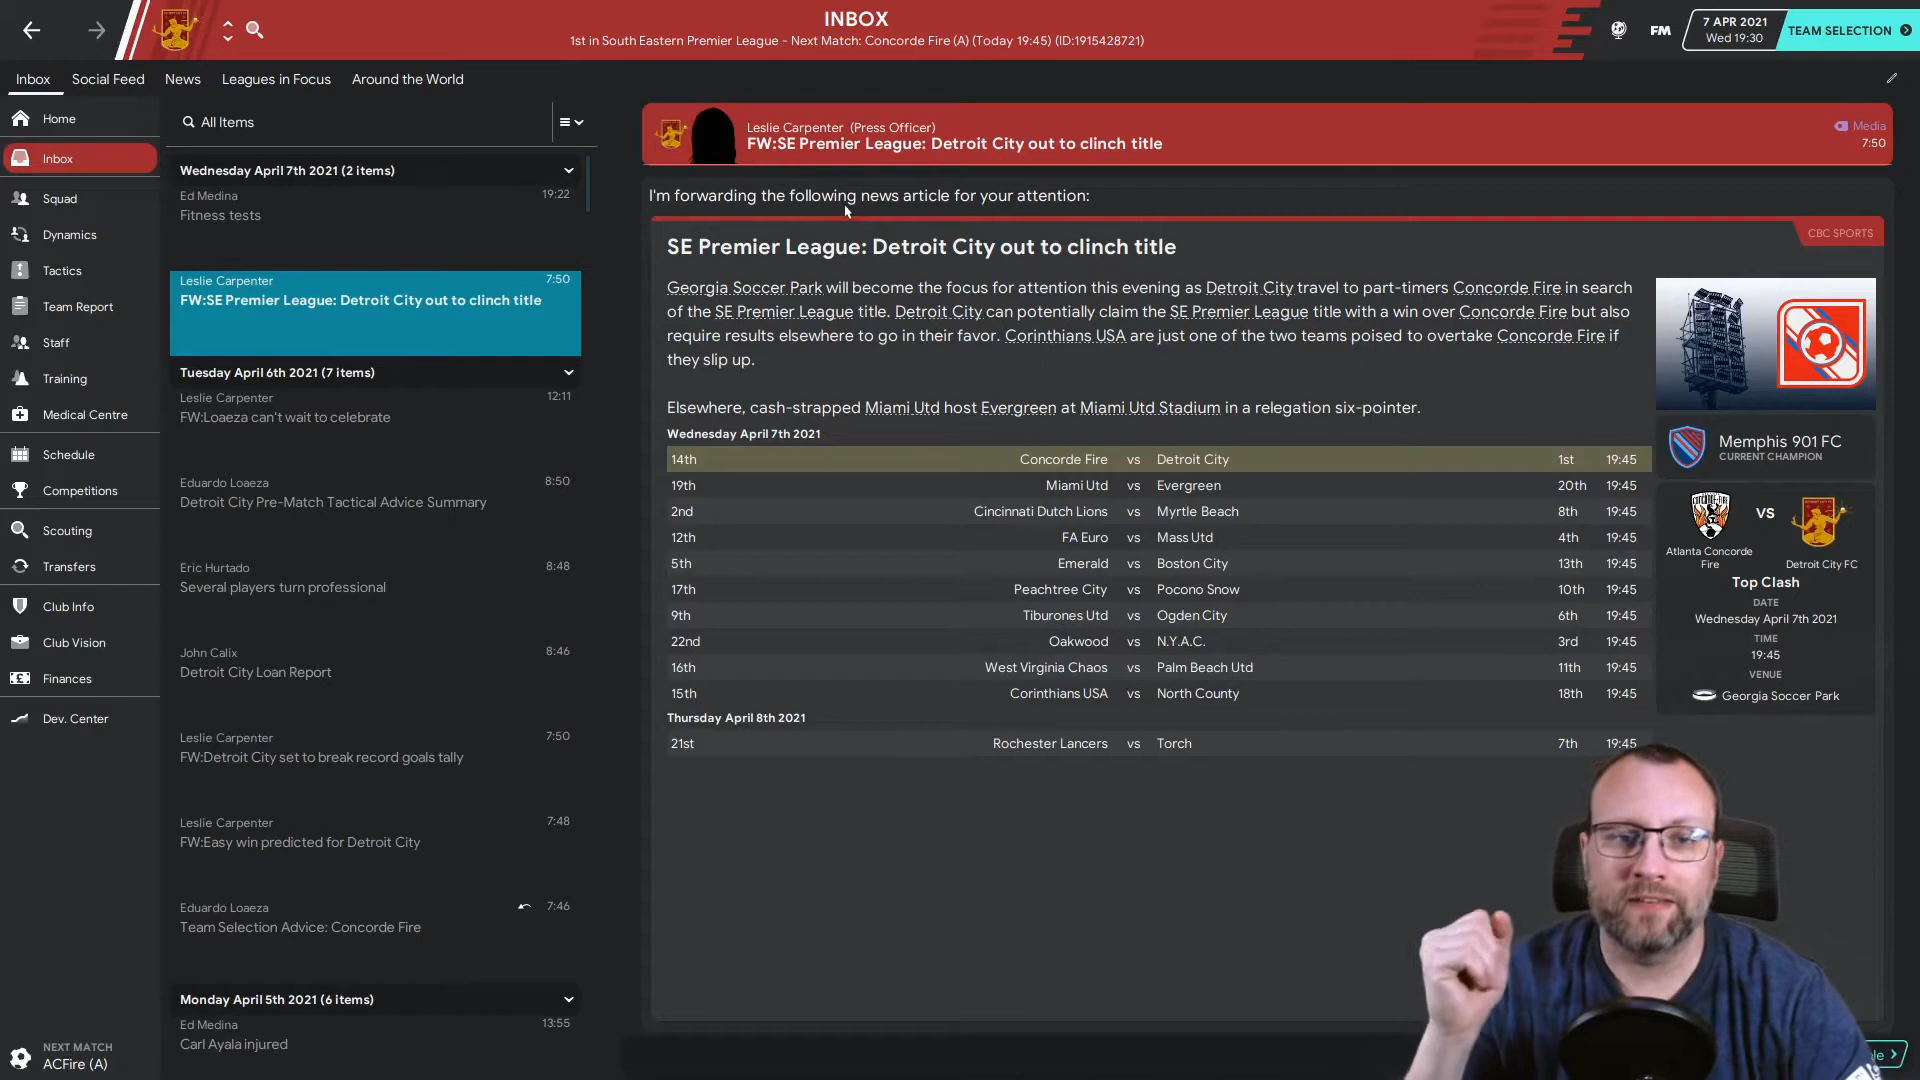 INBOX
1st in South Eastern Premier League - Next Match: Concorde Fire (A) (Today 19:45) (ID:1915428721)
FM
7 APR 2021
Wed 19:30
TEAM SELECTION
Inbox
Social Feed
News
Leagues in Focus
Around the World
Home
Inbox
Squad
Dynamics
Tactics
Team Report
Staff
Training
Medical Centre
Schedule
Competitions
Scouting
Transfers
Club Info
Club Vision
Finances
Dev. Center
NEXT MATCH
ACFire (A)
All Items
Wednesday April 7th 2021 (2 items)
Ed Medina 19:22
Fitness tests
Leslie Carpenter 7:50
FW:SE Premier League: Detroit City out to clinch title
Tuesday April 6th 2021 (7 items)
Leslie Carpenter 12:11
FW:Loaeza can't wait to celebrate
Eduardo Loaeza 8:50
Detroit City Pre-Match Tactical Advice Summary
Eric Hurtado 8:48
Several players turn professional
John Calix 8:46
Detroit City Loan Report
Leslie Carpenter 7:50
FW:Detroit City set to break record goals tally
Leslie Carpenter 7:48
FW:Easy win predicted for Detroit City
Eduardo Loaeza 7:46
Team Selection Advice: Concorde Fire
Monday April 5th 2021 (6 items)
Ed Medina 13:55
Carl Ayala injured
Leslie Carpenter (Press Officer)
FW:SE Premier League: Detroit City out to clinch title
Media
7:50
I'm forwarding the following news article for your attention:
CBC SPORTS
SE Premier League: Detroit City out to clinch title
Georgia Soccer Park will become the focus for attention this evening as Detroit City travel to part-timers Concorde Fire in search
of the SE Premier League title. Detroit City can potentially claim the SE Premier League title with a win over Concorde Fire but also
require results elsewhere to go in their favor. Corinthians USA are just one of the two teams poised to overtake Concorde Fire if
they slip up.
Elsewhere, cash-strapped Miami Utd host Evergreen at Miami Utd Stadium in a relegation six-pointer.
Wednesday April 7th 2021
14th Concorde Fire vs Detroit City 1st 19:45
19th Miami Utd vs Evergreen 20th 19:45
2nd Cincinnati Dutch Lions vs Myrtle Beach 8th 19:45
12th FA Euro vs Mass Utd 4th 19:45
5th Emerald vs Boston City 13th 19:45
17th Peachtree City vs Pocono Snow 10th 19:45
9th Tiburones Utd vs Ogden City 6th 19:45
22nd Oakwood vs N.Y.A.C. 3rd 19:45
16th West Virginia Chaos vs Palm Beach Utd 11th 19:45
15th Corinthians USA vs North County 18th 19:45
Thursday April 8th 2021
21st Rochester Lancers vs Torch 7th 19:45
Memphis 901 FC
CURRENT CHAMPION
VS
Atlanta Concorde
Fire
Detroit City FC
Top Clash
DATE
Wednesday April 7th 2021
TIME
19:45
VENUE
Georgia Soccer Park